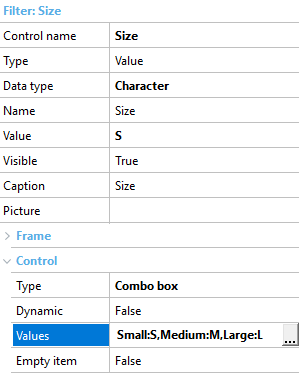 Filter: Size
Control name Size
Type Value
Data type Character
Name Size
Value S
Visible True
Caption Size
Picture
Frame
Control
Type Combo box
Dynamic False
Values Small:S,Medium:M,Large:L ...
Empty item False